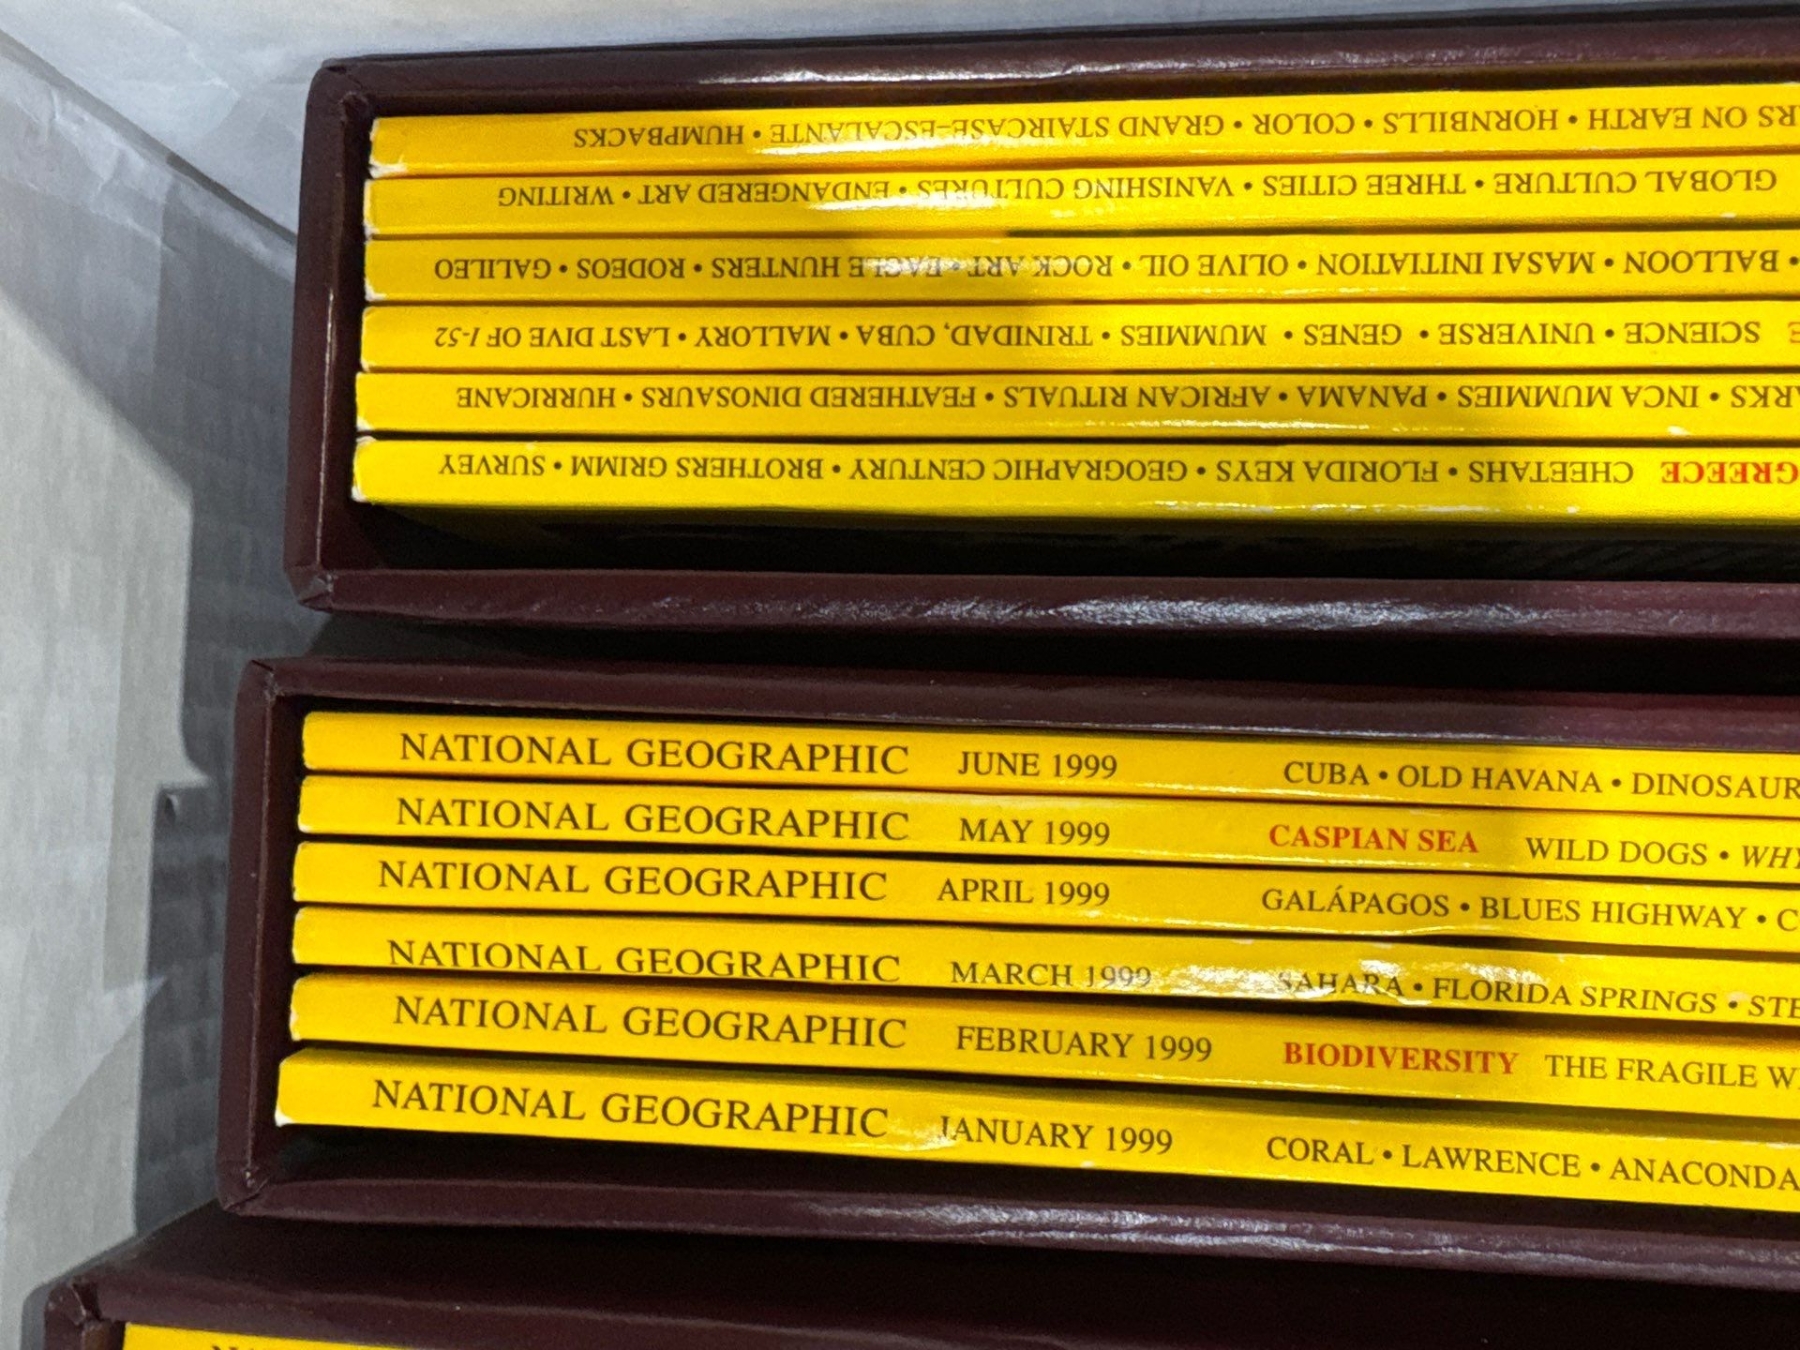 RS ON EARTH • HORNBILLS • COLOR • GRAND STAIRCASE–ESCALANTE • HUMPBACKS
GLOBAL CULTURE • THREE CITIES • VANISHING CULTURES • ENDANGERED ART • WRITING
• BALLOON • MASAI INITIATION • OLIVE OIL • ROCK ART • EAGLE HUNTERS • RODEOS • GALILEO
E SCIENCE • UNIVERSE • GENES • MUMMIES • TRINIDAD, CUBA • MALLORY • LAST DIVE OF I-52
RKS • INCA MUMMIES • PANAMA • AFRICAN RITUALS • FEATHERED DINOSAURS • HURRICANE
GREECE CHEETAHS • FLORIDA KEYS • GEOGRAPHIC CENTURY • BROTHERS GRIMM • SURVEY
NATIONAL GEOGRAPHIC JUNE 1999 CUBA • OLD HAVANA • DINOSAUR
NATIONAL GEOGRAPHIC MAY 1999 CASPIAN SEA WILD DOGS • WHY
NATIONAL GEOGRAPHIC APRIL 1999 GALÁPAGOS • BLUES HIGHWAY • C
NATIONAL GEOGRAPHIC MARCH 1999 SAHARA • FLORIDA SPRINGS • STE
NATIONAL GEOGRAPHIC FEBRUARY 1999 BIODIVERSITY THE FRAGILE W
NATIONAL GEOGRAPHIC JANUARY 1999 CORAL • LAWRENCE • ANACONDA